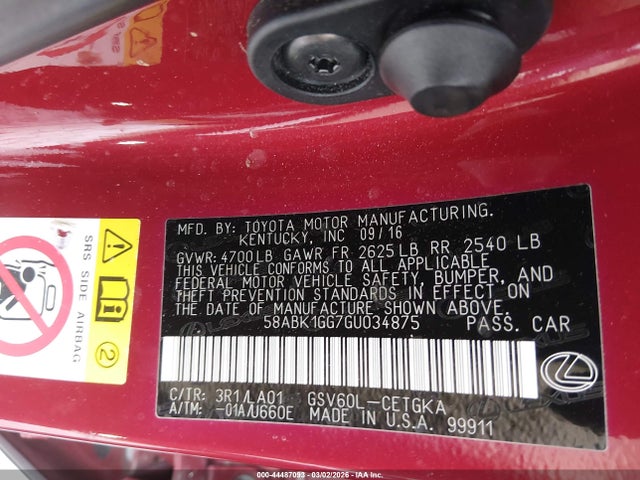 MFD. BY: TOYOTA MOTOR MANUFACTURING.
KENTUCKY, INC 09/16
GVWR: 4700LB GAWR FR 2625LB RR 2540 LB
THIS VEHICLE CONFORMS TO ALL APPLICABLE
FEDERAL MOTOR VEHICLE SAFETY, BUMPER, AND
THEFT PREVENTION STANDARDS IN EFFECT ON
THE DATE OF MANUFACTURE SHOWN ABOVE.
58ABK1GG7GU034875 PASS. CAR
C/TR: 3R1/LA01 GSV60L-CETGKA
A/TM: -01A/U660E MADE IN U.S.A. 99911
SRS SIDE AIRBAG
2
000-44487093 - 03/02/2026 - IAAI.COM